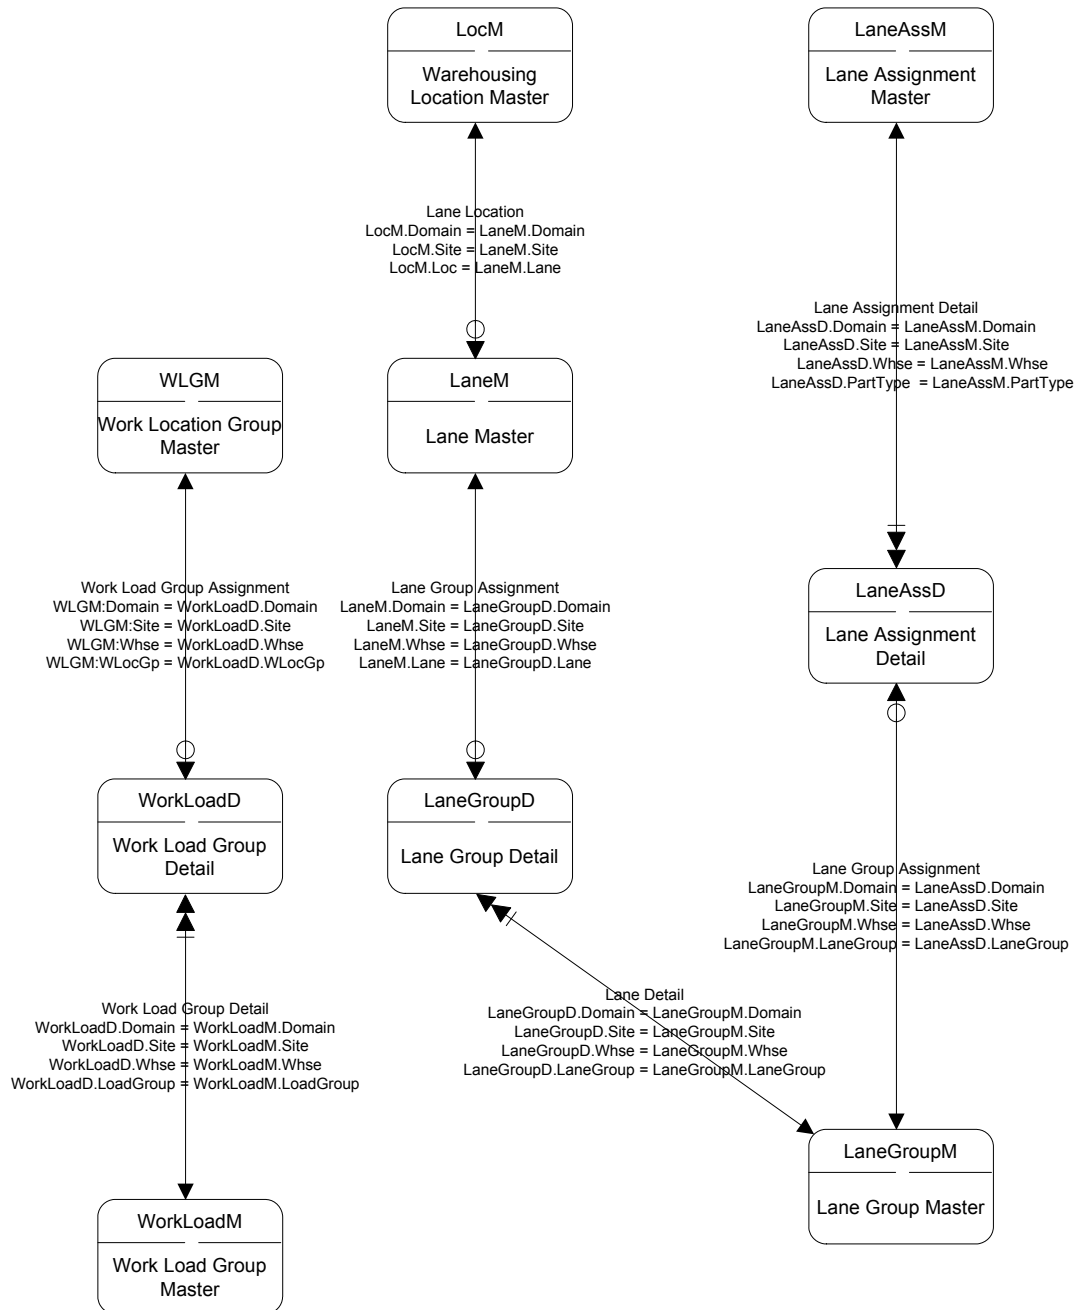 LocM
Warehousing
Location Master
LaneAssM
Lane Assignment
Master
Lane Location
LocM.Domain = LaneM.Domain
LocM.Site = LaneM.Site
LocM.Loc = LaneM.Lane
Lane Assignment Detail
LaneAssD.Domain = LaneAssM.Domain
LaneAssD.Site = LaneAssM.Site
LaneAssD.Whse = LaneAssM.Whse
LaneAssD.PartType = LaneAssM.PartType
WLGM
Work Location Group
Master
LaneM
Lane Master
Work Load Group Assignment
WLGM:Domain = WorkLoadD.Domain
WLGM:Site = WorkLoadD.Site
WLGM:Whse = WorkLoadD.Whse
WLGM:WLocGp = WorkLoadD.WLocGp
Lane Group Assignment
LaneM.Domain = LaneGroupD.Domain
LaneM.Site = LaneGroupD.Site
LaneM.Whse = LaneGroupD.Whse
LaneM.Lane = LaneGroupD.Lane
LaneAssD
Lane Assignment
Detail
WorkLoadD
Work Load Group
Detail
LaneGroupD
Lane Group Detail
Lane Group Assignment
LaneGroupM.Domain = LaneAssD.Domain
LaneGroupM.Site = LaneAssD.Site
LaneGroupM.Whse = LaneAssD.Whse
LaneGroupM.LaneGroup = LaneAssD.LaneGroup
Work Load Group Detail
WorkLoadD.Domain = WorkLoadM.Domain
WorkLoadD.Site = WorkLoadM.Site
WorkLoadD.Whse = WorkLoadM.Whse
WorkLoadD.LoadGroup = WorkLoadM.LoadGroup
Lane Detail
LaneGroupD.Domain = LaneGroupM.Domain
LaneGroupD.Site = LaneGroupM.Site
LaneGroupD.Whse = LaneGroupM.Whse
LaneGroupD.LaneGroup = LaneGroupM.LaneGroup
LaneGroupM
Lane Group Master
WorkLoadM
Work Load Group
Master